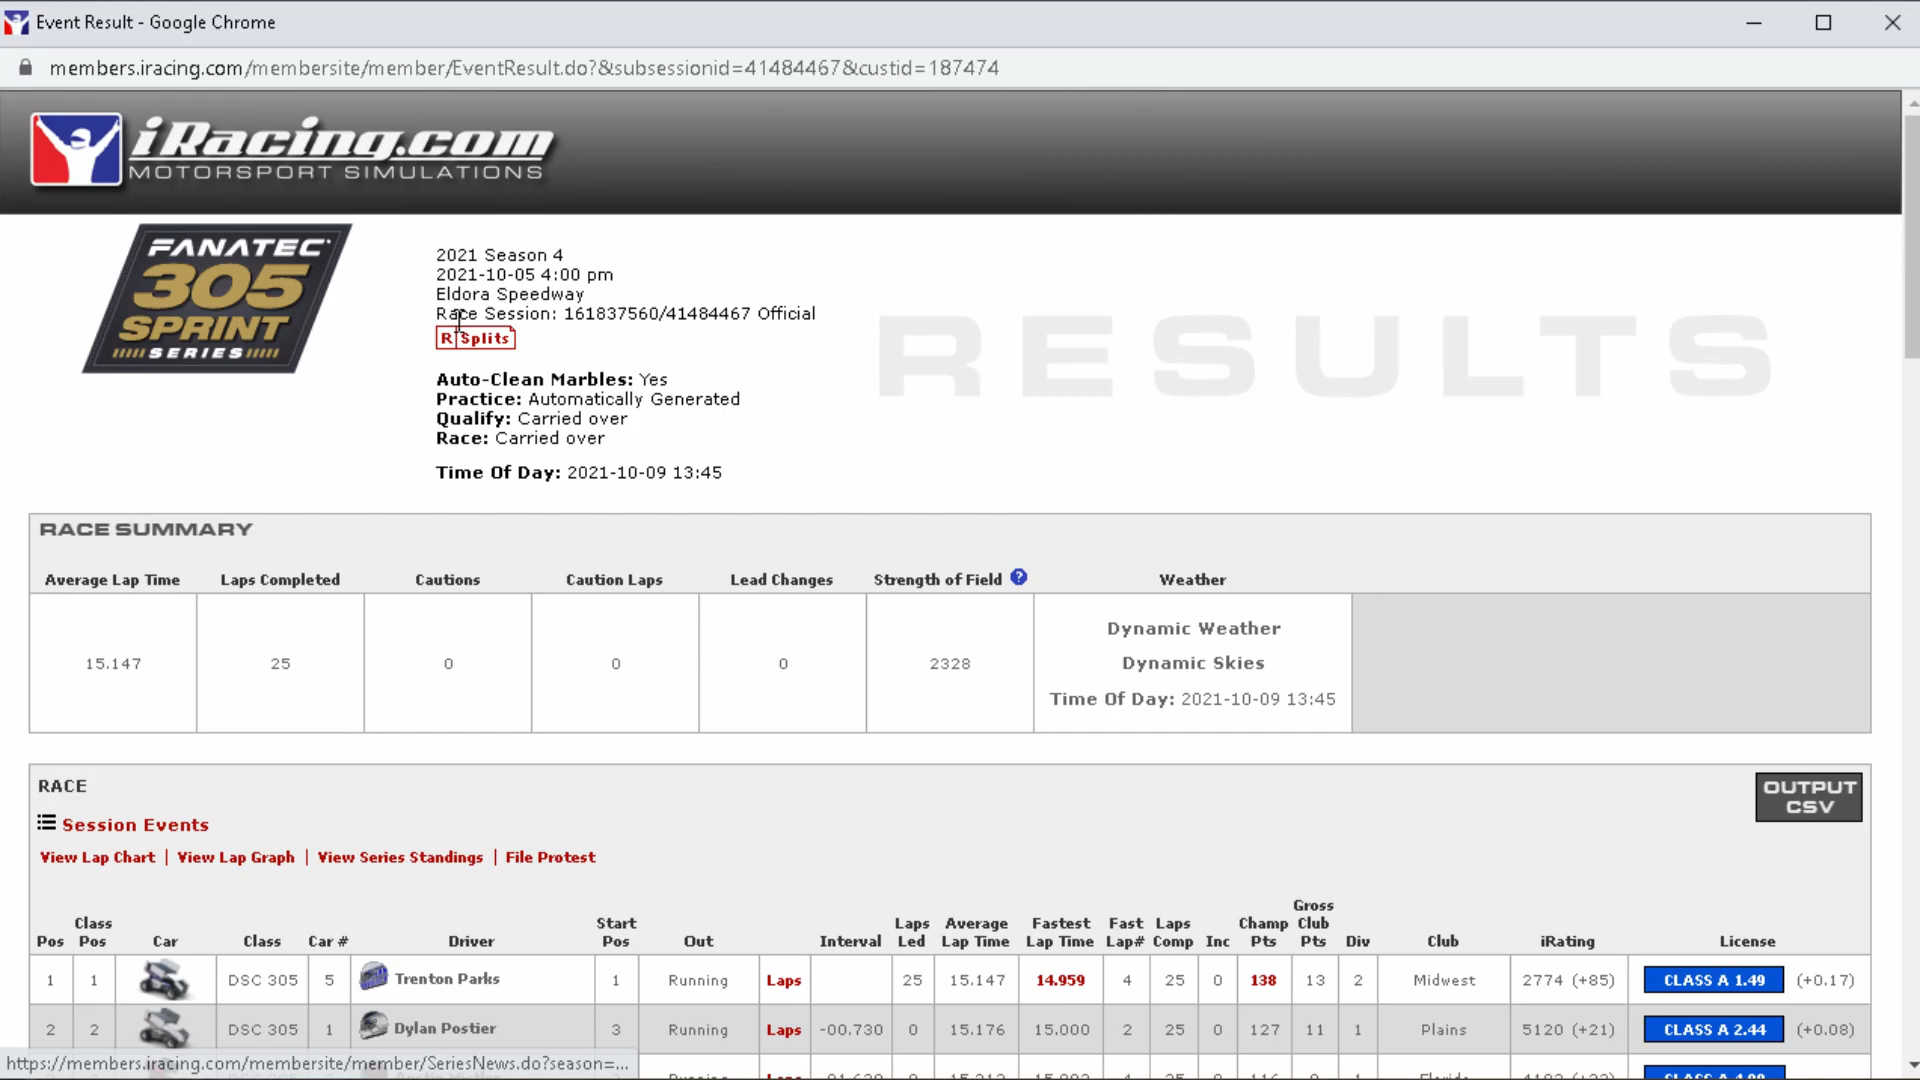 Event Result - Google Chrome
members.iracing.com/membersite/member/EventResult.do?&subsessionid=41484467&custid=187474
iRacing.com
MOTORSPORT SIMULATIONS
FANATEC
305
SPRINT
SERIES
2021 Season 4
2021-10-05 4:00 pm
Eldora Speedway
Race Session: 161837560/41484467 Official
R Splits
RESULTS
Auto-Clean Marbles: Yes
Practice: Automatically Generated
Qualify: Carried over
Race: Carried over
Time Of Day: 2021-10-09 13:45
RACE SUMMARY
Average Lap Time Laps Completed Cautions Caution Laps Lead Changes Strength of Field ? Weather
15.147 25 0 0 0 2328
Dynamic Weather
Dynamic Skies
Time Of Day: 2021-10-09 13:45
RACE
OUTPUT
CSV
Session Events
View Lap Chart | View Lap Graph | View Series Standings | File Protest
Pos Class Pos Car Class Car # Driver Start Pos Out Interval Laps Led Average Lap Time Fastest Lap Time Fast Lap# Laps Comp Inc Champ Pts Gross Club Pts Div Club iRating License
1 1 DSC 305 5 Trenton Parks 1 Running Laps 25 15.147 14.959 4 25 0 138 13 2 Midwest 2774 (+85) CLASS A 1.49 (+0.17)
2 2 DSC 305 1 Dylan Postier 3 Running Laps -00.730 0 15.176 15.000 2 25 0 127 11 1 Plains 5120 (+21) CLASS A 2.44 (+0.08)
https://members.iracing.com/membersite/member/SeriesNews.do?season=...